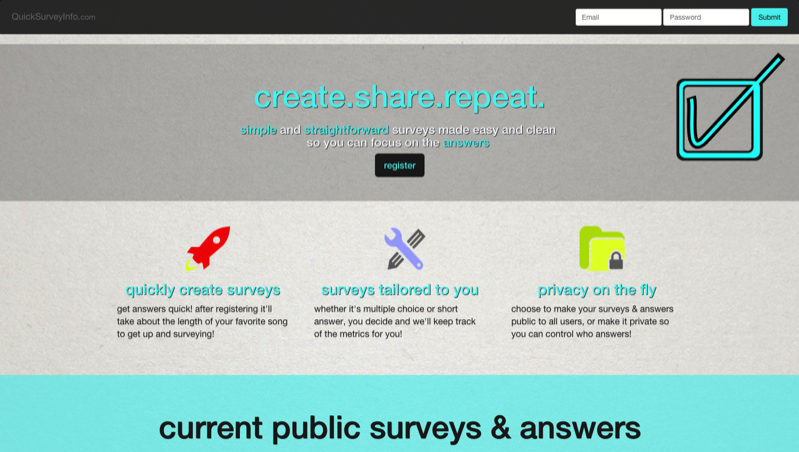 QuickSurveyInfo.com
Email
Password
Submit
create.share.repeat.
simple and straightforward surveys made easy and clean
so you can focus on the answers
register
quickly create surveys
get answers quick! after registering it'll
take about the length of your favorite song
to get up and surveying!
surveys tailored to you
whether it's multiple choice or short
answer, you decide and we'll keep track
of the metrics for you!
privacy on the fly
choose to make your surveys & answers
public to all users, or make it private so
you can control who answers!
current public surveys & answers